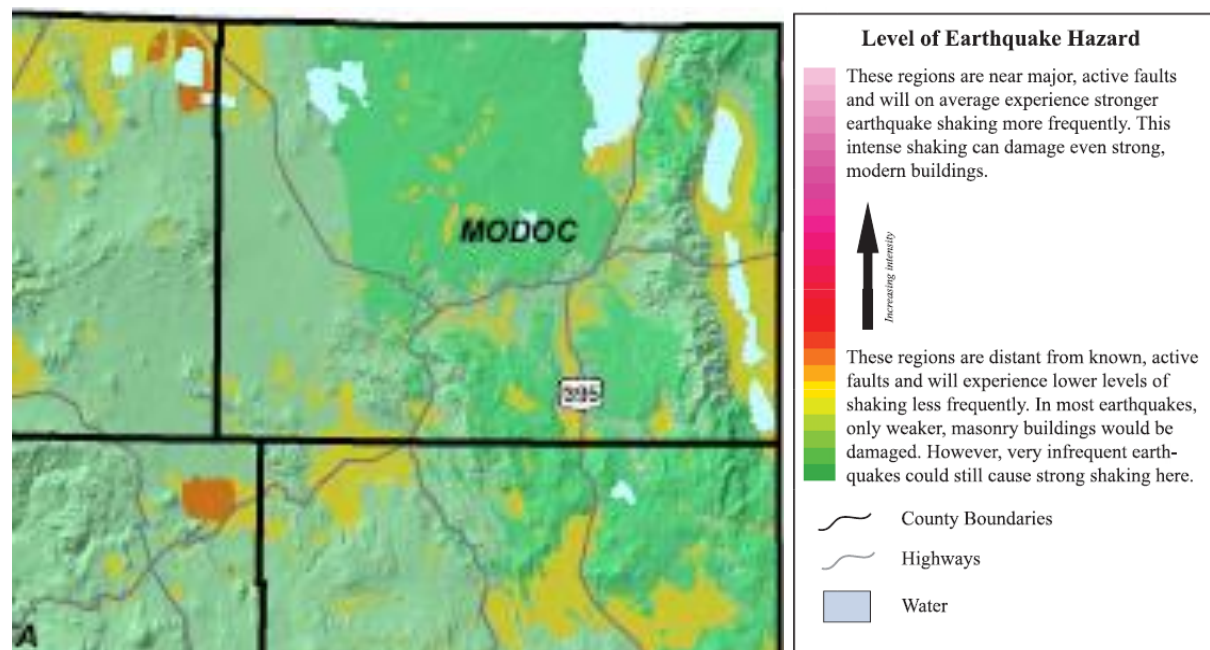 MODOC
395
A
Level of Earthquake Hazard
These regions are near major, active faults
and will on average experience stronger
earthquake shaking more frequently. This
intense shaking can damage even strong,
modern buildings.
Increasing intensity
These regions are distant from known, active
faults and will experience lower levels of
shaking less frequently. In most earthquakes,
only weaker, masonry buildings would be
damaged. However, very infrequent earth-
quakes could still cause strong shaking here.
County Boundaries
Highways
Water